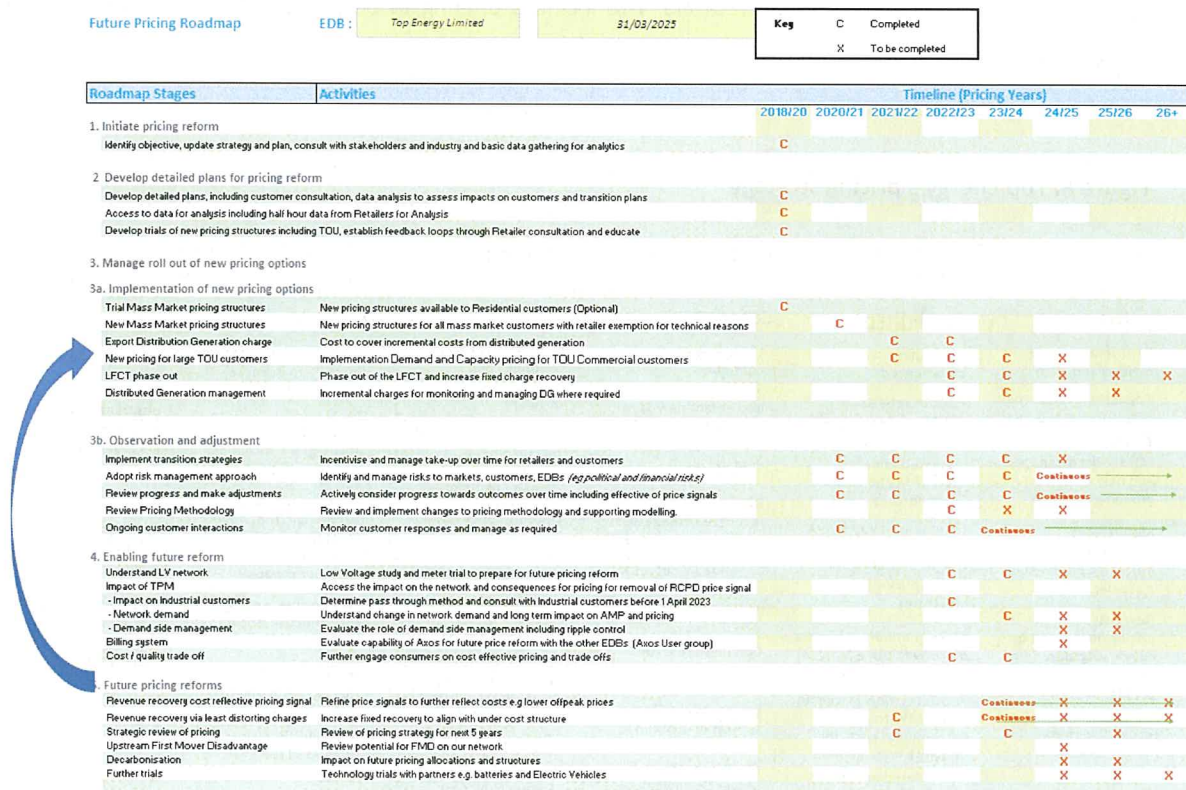 Future Pricing Roadmap EDB : Top Energy Limited 31/03/2025 Key C Completed
X To be completed
Roadmap Stages Activities Timeline (Pricing Years)
2018/20 2020/21 2021/22 2022/23 23/24 24/25 25/26 26+
1. Initiate pricing reform
Identify objective, update strategy and plan, consult with stakeholders and industry and basic data gathering for analytics C
2 Develop detailed plans for pricing reform
Develop detailed plans, including customer consultation, data analysis to assess impacts on customers and transition plans C
Access to data for analysis including half hour data from Retailers for Analysis C
Develop trials of new pricing structures including TOU, establish feedback loops through Retailer consultation and educate C
3. Manage roll out of new pricing options
3a. Implementation of new pricing options
Trial Mass Market pricing structures New pricing structures available to Residential customers (Optional) C
New Mass Market pricing structures New pricing structures for all mass market customers with retailer exemption for technical reasons C
Export Distribution Generation charge Cost to cover incremental costs from distributed generation C C
New pricing for large TOU customers Implementation Demand and Capacity pricing for TOU Commercial customers C C C X
LFCT phase out Phase out of the LFCT and increase fixed charge recovery C C X X X
Distributed Generation management Incremental charges for monitoring and managing DG where required C C X X
3b. Observation and adjustment
Implement transition strategies Incentivise and manage take-up over time for retailers and customers C C C C X
Adopt risk management approach Identify and manage risks to markets, customers, EDBs (eg political and financial risks) C C C C Continuous
Review progress and make adjustments Actively consider progress towards outcomes over time including effective of price signals C C C C Continuous
Review Pricing Methodology Review and implement changes to pricing methodology and supporting modelling. C X X
Ongoing customer interactions Monitor customer responses and manage as required C C C Continuous
4. Enabling future reform
Understand LV network Low Voltage study and meter trial to prepare for future pricing reform C C X X
Impact of TPM Access the impact on the network and consequences for pricing for removal of RCPD price signal
- Impact on Industrial customers Determine pass through method and consult with Industrial customers before 1 April 2023 C
- Network demand Understand change in network demand and long term impact on AMP and pricing C X X
- Demand side management Evaluate the role of demand side management including ripple control X X
Billing system Evaluate capability of Axos for future price reform with the other EDBs (Axos User group) X
Cost / quality trade off Further engage consumers on cost effective pricing and trade offs C C
. Future pricing reforms
Revenue recovery cost reflective pricing signal Refine price signals to further reflect costs e.g lower offpeak prices Continuous X X X
Revenue recovery via least distorting charges Increase fixed recovery to align with under cost structure C Continuous X X X
Strategic review of pricing Review of pricing strategy for next 5 years C X
Upstream First Mover Disadvantage Review potential for FMD on our network X
Decarbonisation Impact on future pricing allocations and structures X X
Further trials Technology trials with partners e.g. batteries and Electric Vehicles X X X